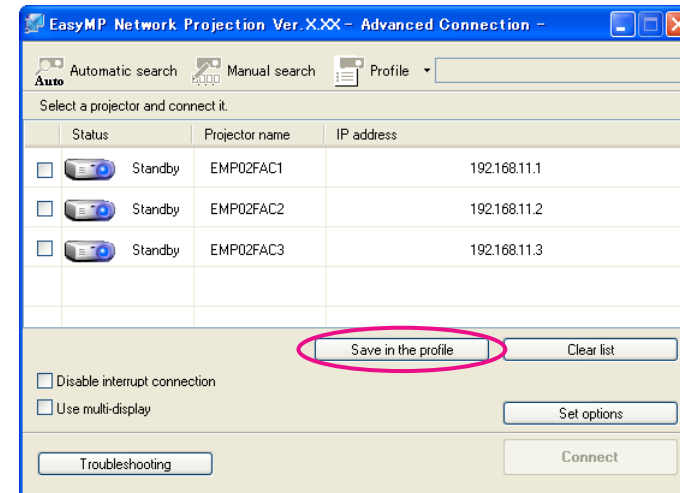 EasyMP Network Projection Ver.X.XX - Advanced Connection -
Auto Automatic search Manual search Profile
Select a projector and connect it.
Status Projector name IP address
Standby EMP02FAC1 192.168.11.1
Standby EMP02FAC2 192.168.11.2
Standby EMP02FAC3 192.168.11.3
Save in the profile Clear list
Disable interrupt connection
Use multi-display Set options
Troubleshooting Connect